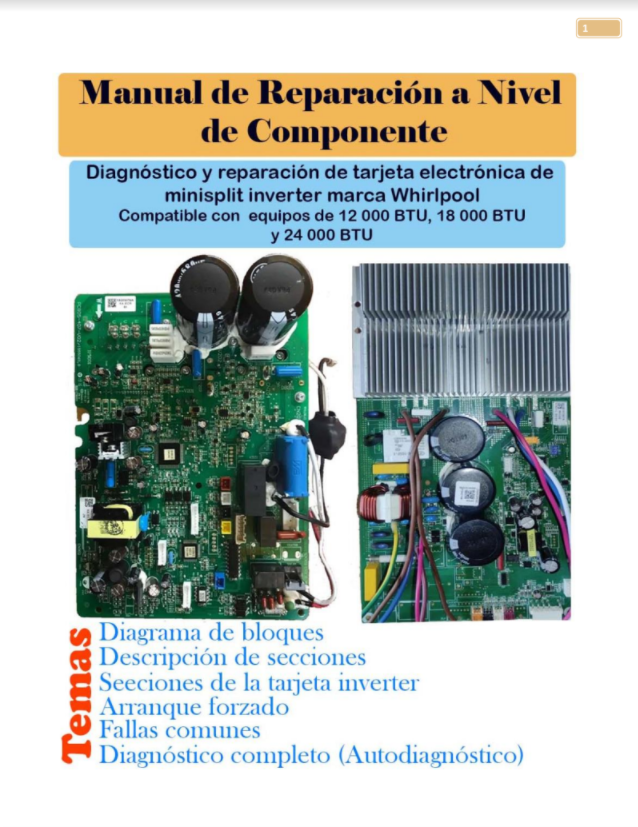 1
Manual de Reparación a Nivel
de Componente
Diagnóstico y reparación de tarjeta electrónica de
minisplit inverter marca Whirlpool
Compatible con equipos de 12 000 BTU, 18 000 BTU
y 24 000 BTU
Temas
Diagrama de bloques
Descripción de secciones
Seeciones de la tarjeta inverter
Arranque forzado
Fallas comunes
Diagnóstico completo (Autodiagnóstico)